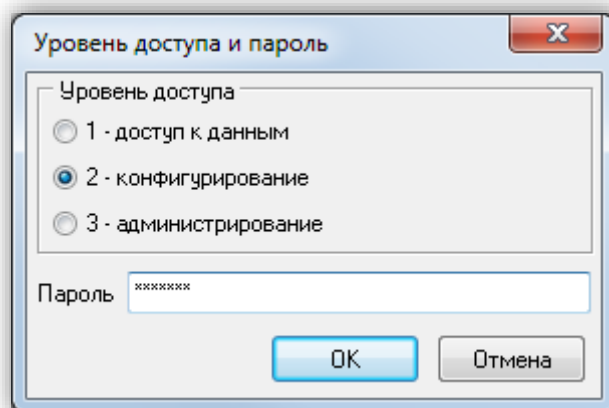 Уровень доступа и пароль
Уровень доступа
1 - доступ к данным
2 - конфигурирование
3 - администрирование
Пароль *******
OK Отмена